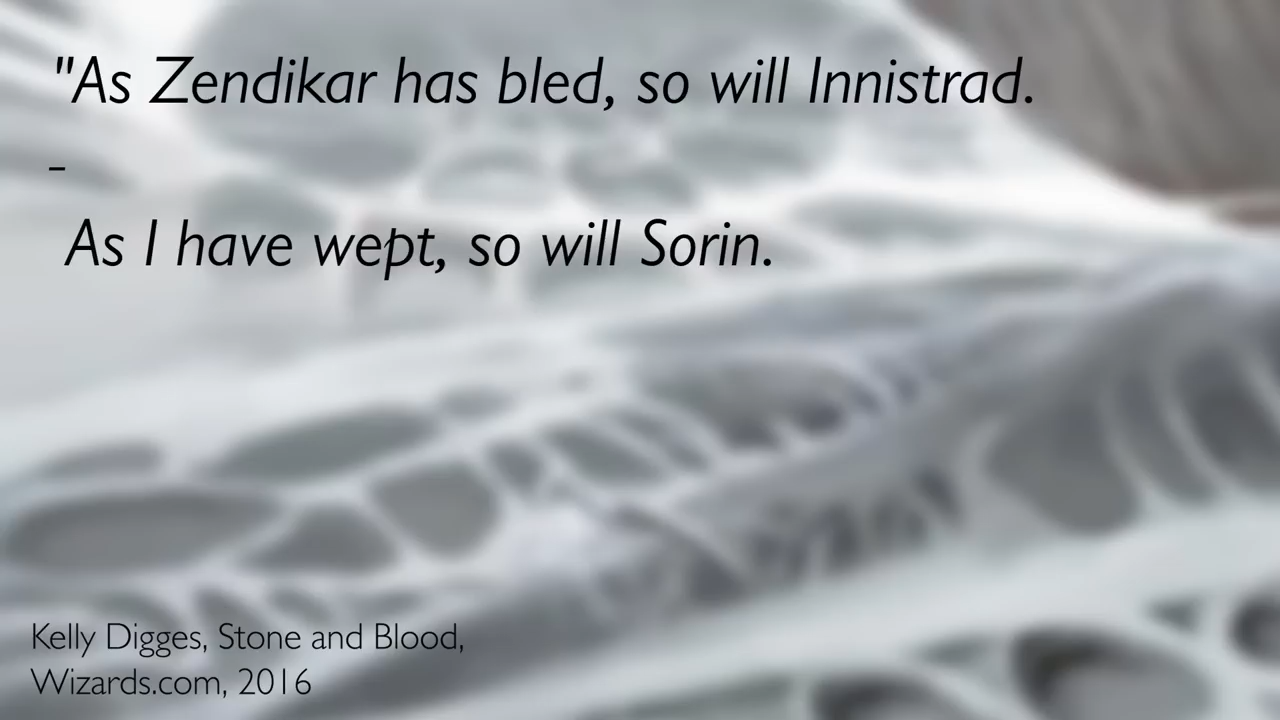 "As Zendikar has bled, so will Innistrad.
-
As I have wept, so will Sorin.
Kelly Digges, Stone and Blood,
Wizards.com, 2016